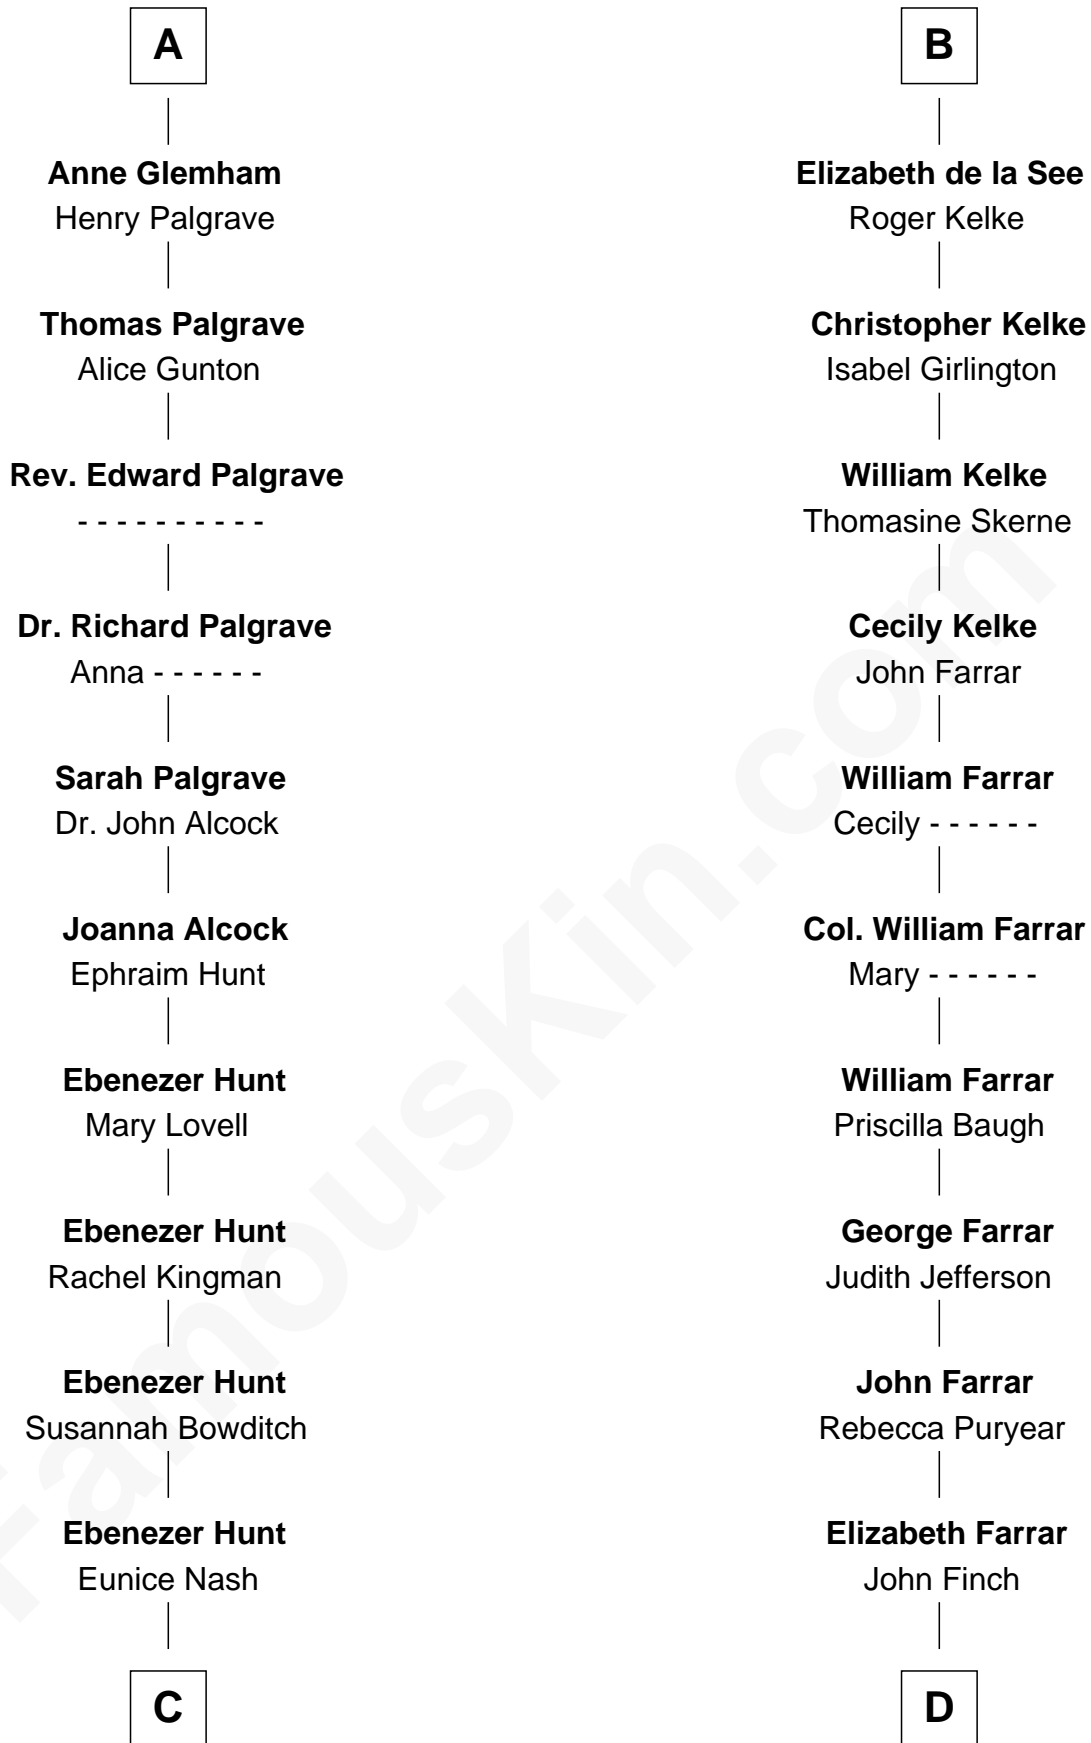 A
Anne Glemham
Henry Palgrave
Thomas Palgrave
Alice Gunton
Rev. Edward Palgrave
- - - - - - - - - -
Dr. Richard Palgrave
Anna - - - - - -
Sarah Palgrave
Dr. John Alcock
Joanna Alcock
Ephraim Hunt
Ebenezer Hunt
Mary Lovell
Ebenezer Hunt
Rachel Kingman
Ebenezer Hunt
Susannah Bowditch
Ebenezer Hunt
Eunice Nash
C
B
Elizabeth de la See
Roger Kelke
Christopher Kelke
Isabel Girlington
William Kelke
Thomasine Skerne
Cecily Kelke
John Farrar
William Farrar
Cecily - - - - - -
Col. William Farrar
Mary - - - - - -
William Farrar
Priscilla Baugh
George Farrar
Judith Jefferson
John Farrar
Rebecca Puryear
Elizabeth Farrar
John Finch
D
FamousKin.com